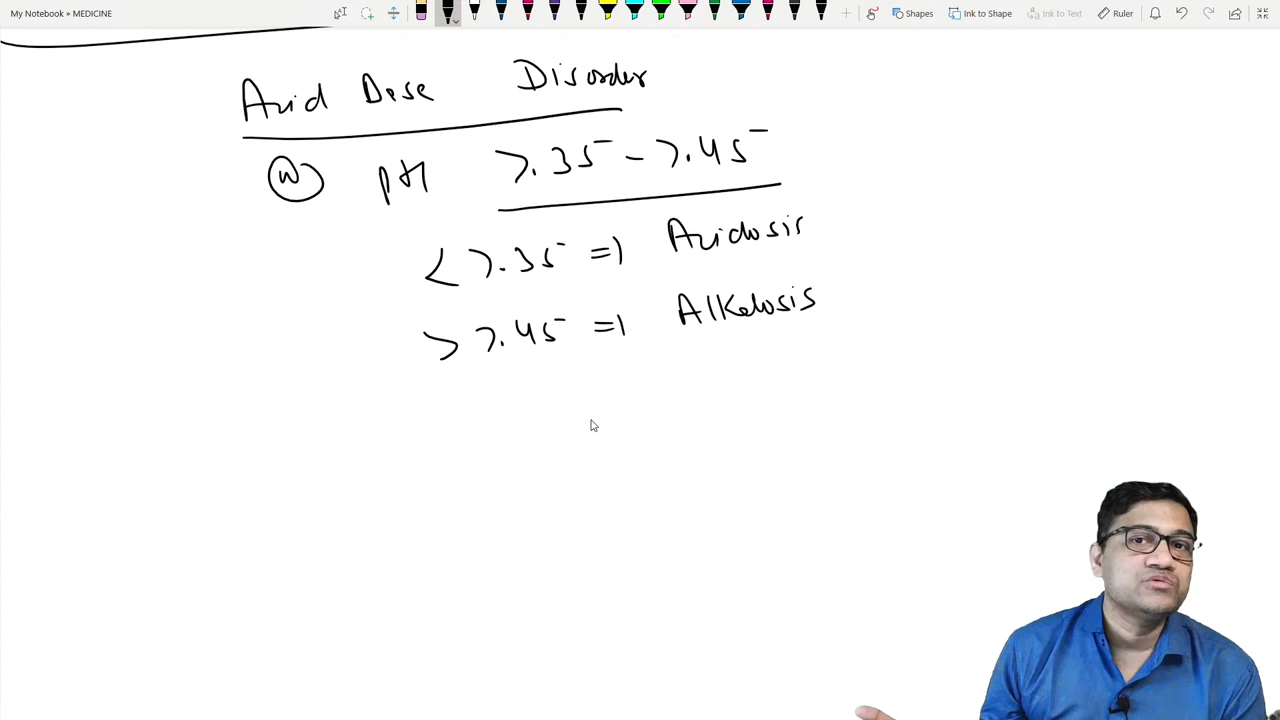 My Notebook » MEDICINE
Shapes Ink to Shape Ink to Text Ruler
Acid Base Disorder
(N) pH 7.35 - 7.45
< 7.35 => Acidosis
> 7.45 => Alkalosis